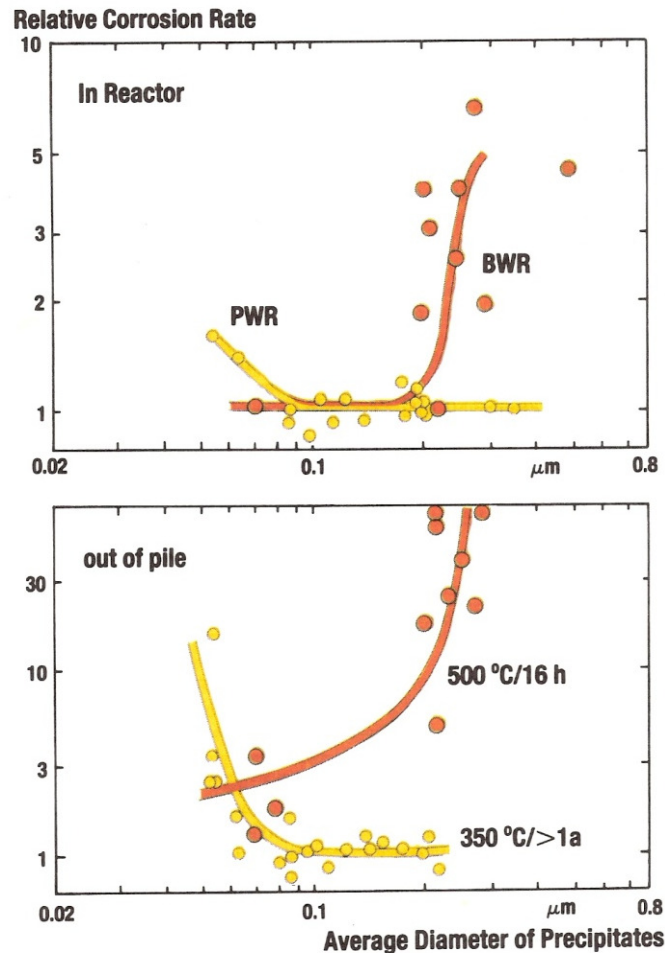 Relative Corrosion Rate
10
In Reactor
5
3
BWR
2
PWR
1
0.02 0.1 μm 0.8
out of pile
30
10
500 ºC/16 h
3
350 ºC/>1a
1
0.02 0.1 μm 0.8
Average Diameter of Precipitates